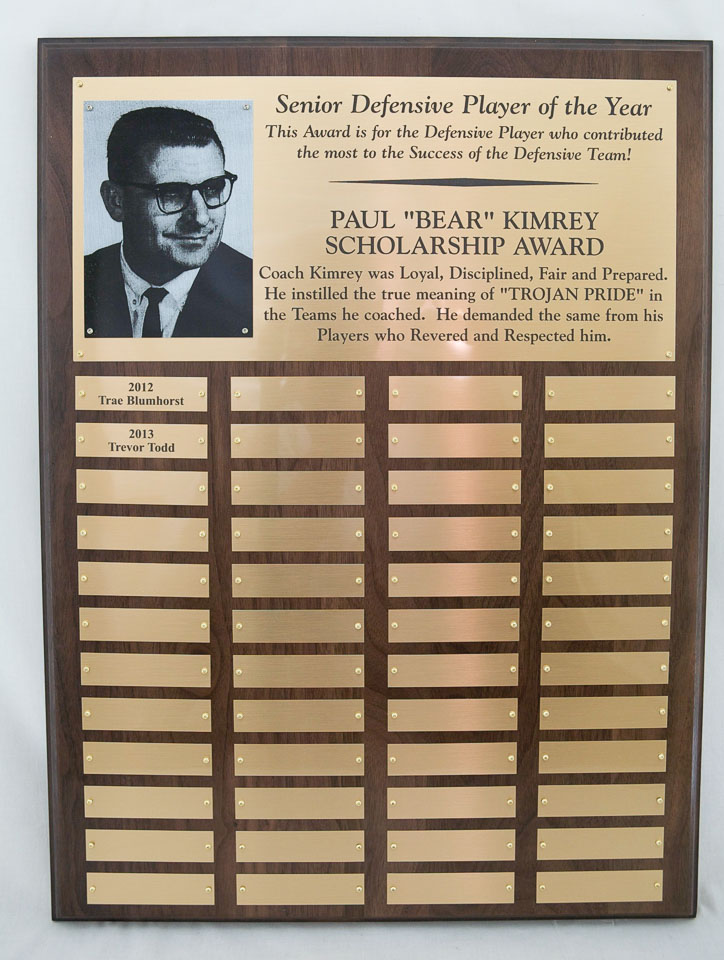 Senior Defensive Player of the Year
This Award is for the Defensive Player who contributed
the most to the Success of the Defensive Team!
PAUL "BEAR" KIMREY
SCHOLARSHIP AWARD
Coach Kimrey was Loyal, Disciplined, Fair and Prepared.
He instilled the true meaning of "TROJAN PRIDE" in
the Teams he coached. He demanded the same from his
Players who Revered and Respected him.
2012
Trae Blumhorst
2013
Trevor Todd